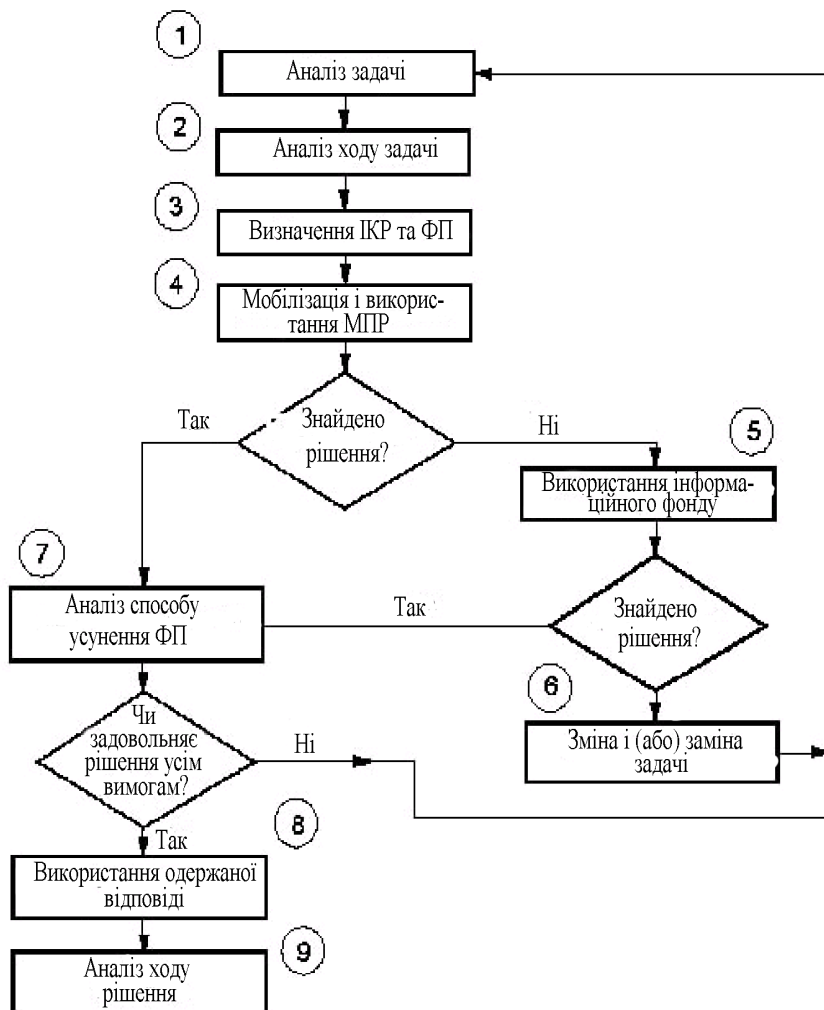 1
Аналіз задачі
2
Аналіз ходу задачі
3
Визначення ІКР та ФП
4
Мобілізація і викорис-
тання МПР
Знайдено
рішення?
Так
Ні
5
Використання інформа-
ційного фонду
7
Аналіз способу
усунення ФП
Так
Знайдено
рішення?
6
Зміна і (або) заміна
задачі
Чи
задовольняє
рішення усім
вимогам?
Ні
Так
8
Використання одержаної
відповіді
9
Аналіз ходу
рішення